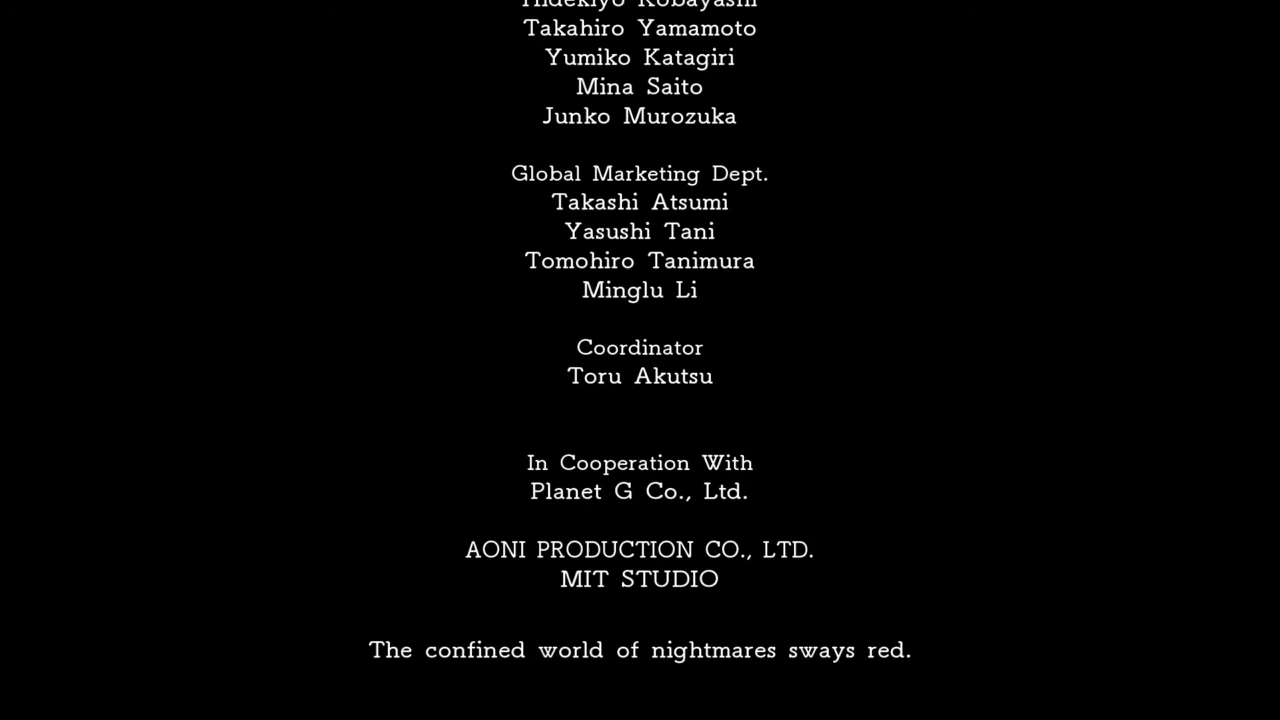 Hidekiyo Kobayashi
Takahiro Yamamoto
Yumiko Katagiri
Mina Saito
Junko Murozuka
Global Marketing Dept.
Takashi Atsumi
Yasushi Tani
Tomohiro Tanimura
Minglu Li
Coordinator
Toru Akutsu
In Cooperation With
Planet G Co., Ltd.
AONI PRODUCTION CO., LTD.
MIT STUDIO
The confined world of nightmares sways red.